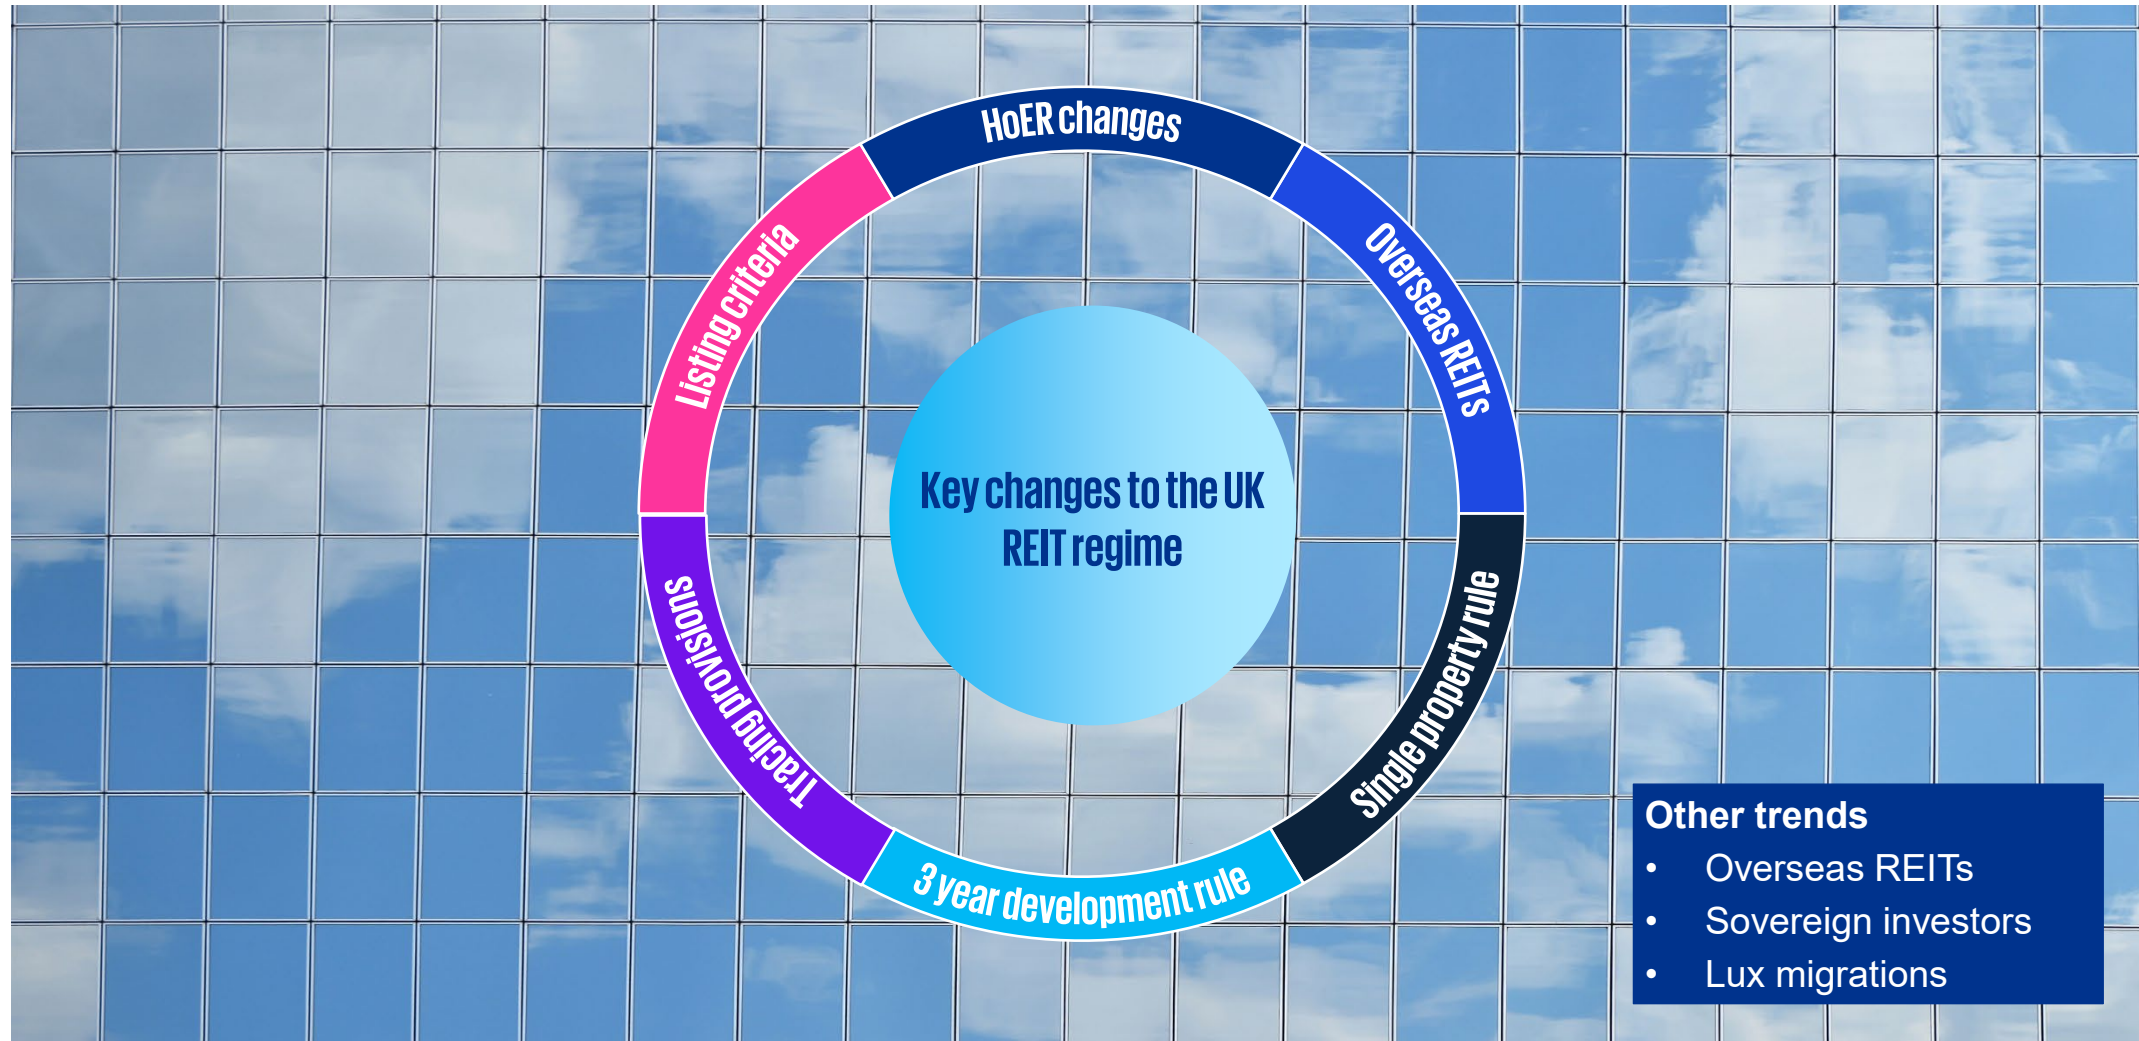 HoER changes
Overseas REITs
Single property rule
3 year development rule
Tracing provisions
Listing criteria
Key changes to the UK
REIT regime
Other trends
• Overseas REITs
• Sovereign investors
• Lux migrations